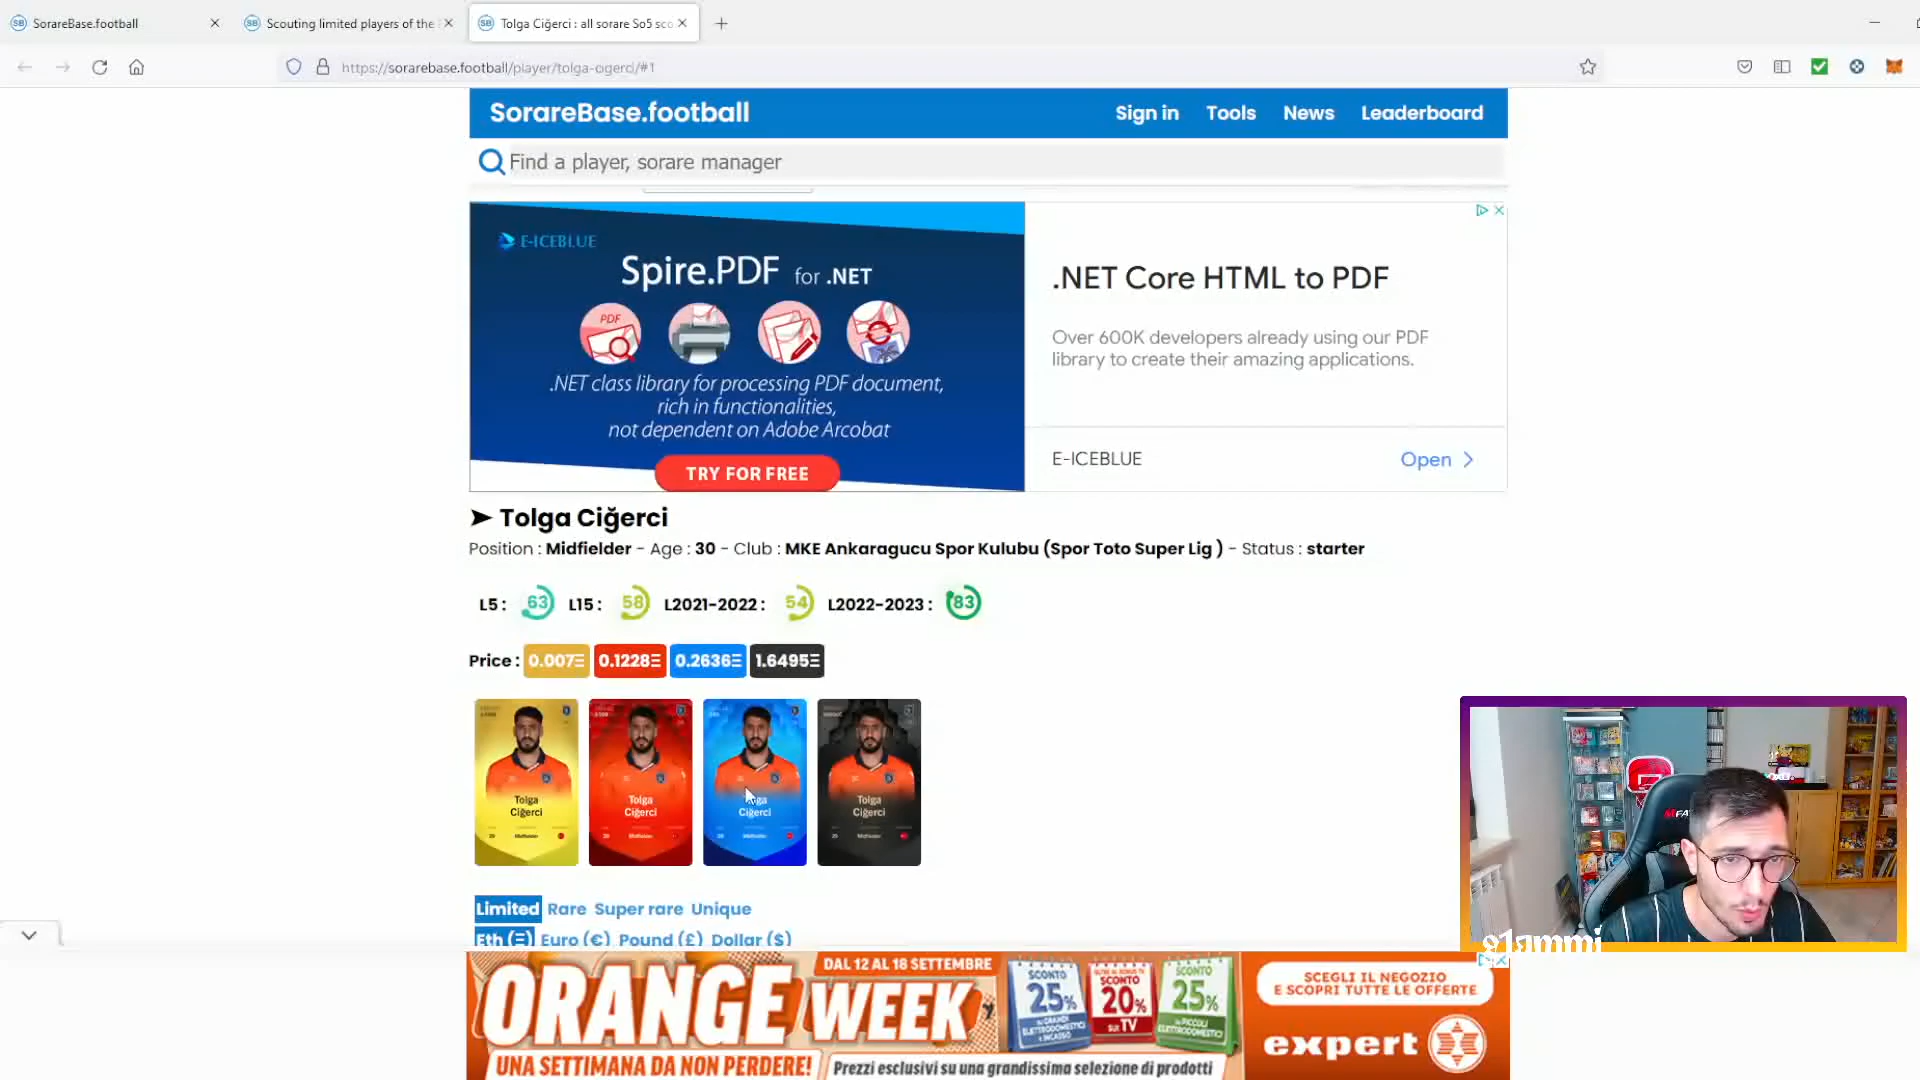 SorareBase.football
Scouting limited players of the
Tolga Ciğerci : all sorare So5 sco
https://sorarebase.football/player/tolga-cigerci/#1
SorareBase.football
Sign in
Tools
News
Leaderboard
Find a player, sorare manager
E-ICEBLUE
Spire.PDF for .NET
PDF
.NET class library for processing PDF document,
rich in functionalities,
not dependent on Adobe Arcobat
TRY FOR FREE
.NET Core HTML to PDF
Over 600K developers already using our PDF
library to create their amazing applications.
E-ICEBLUE
Open
➤ Tolga Ciğerci
Position : Midfielder - Age : 30 - Club : MKE Ankaragucu Spor Kulubu (Spor Toto Super Lig ) - Status : starter
L5 : 63 L15 : 58 L2021-2022 : 54 L2022-2023 : 83
Price : 0.007Ξ 0.1228Ξ 0.2636Ξ 1.6495Ξ
Tolga
Ciğerci
Midfielder
Tolga
Ciğerci
Midfielder
Ciğerci
Midfielder
Tolga
Ciğerci
Midfielder
Limited Rare Super rare Unique
Eth (Ξ) Euro (€) Pound (£) Dollar ($)
g1ammi
ORANGE WEEK
DAL 12 AL 18 SETTEMBRE
UNA SETTIMANA DA NON PERDERE!
Prezzi esclusivi su una grandissima selezione di prodotti
SCONTO
25%
SCONTO
20%
SUI TV
SCONTO
25%
SCEGLI IL NEGOZIO
E SCOPRI TUTTE LE OFFERTE
expert